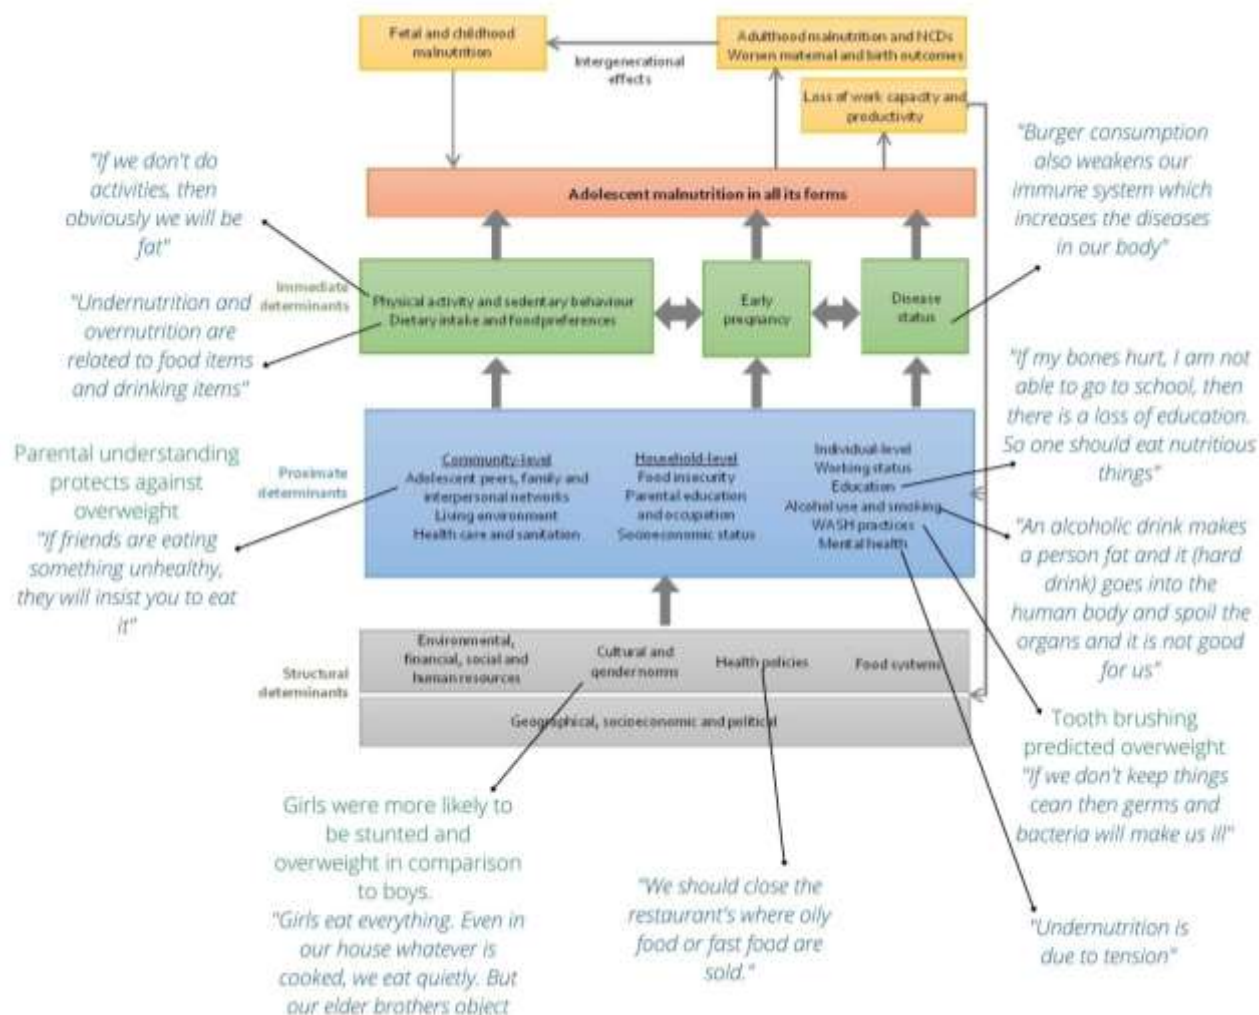 Fetal and childhood
malnutrition
Adulthood malnutrition and NCDs
Worsen maternal and birth outcomes
Intergenerational
effects
Loss of work capacity and
productivity
"If we don't do
activities, then
obviously we will be
fat"
"Burger consumption
also weakens our
immune system which
increases the diseases
in our body"
Adolescent malnutrition in all its forms
Immediate
determinants
Physical activity and sedentary behaviour
Dietary intake and food preferences
Early
pregnancy
Disease
status
"Undernutrition and
overnutrition are
related to food items
and drinking items"
"If my bones hurt, I am not
able to go to school, then
there is a loss of education.
So one should eat nutritious
things"
Parental understanding
protects against
overweight
"If friends are eating
something unhealthy,
they will insist you to eat
it"
Proximate
determinants
Community-level
Adolescent peers, family and
interpersonal networks
Living environment
Health care and sanitation
Household-level
Food insecurity
Parental education
and occupation
Socioeconomic status
Individual-level
Working status
Education
Alcohol use and smoking
WASH practices
Mental health
"An alcoholic drink makes
a person fat and it (hard
drink) goes into the
human body and spoil the
organs and it is not good
for us"
Structural
determinants
Environmental,
financial, social and
human resources
Cultural and
gender norms
Health policies
Food systems
Geographical, socioeconomic and political
Tooth brushing
predicted overweight
"If we don't keep things
cean then germs and
bacteria will make us ill"
Girls were more likely to
be stunted and
overweight in comparison
to boys.
"Girls eat everything. Even in
our house whatever is
cooked, we eat quietly. But
our elder brothers object
"We should close the
restaurant's where oily
food or fast food are
sold."
"Undernutrition is
due to tension"